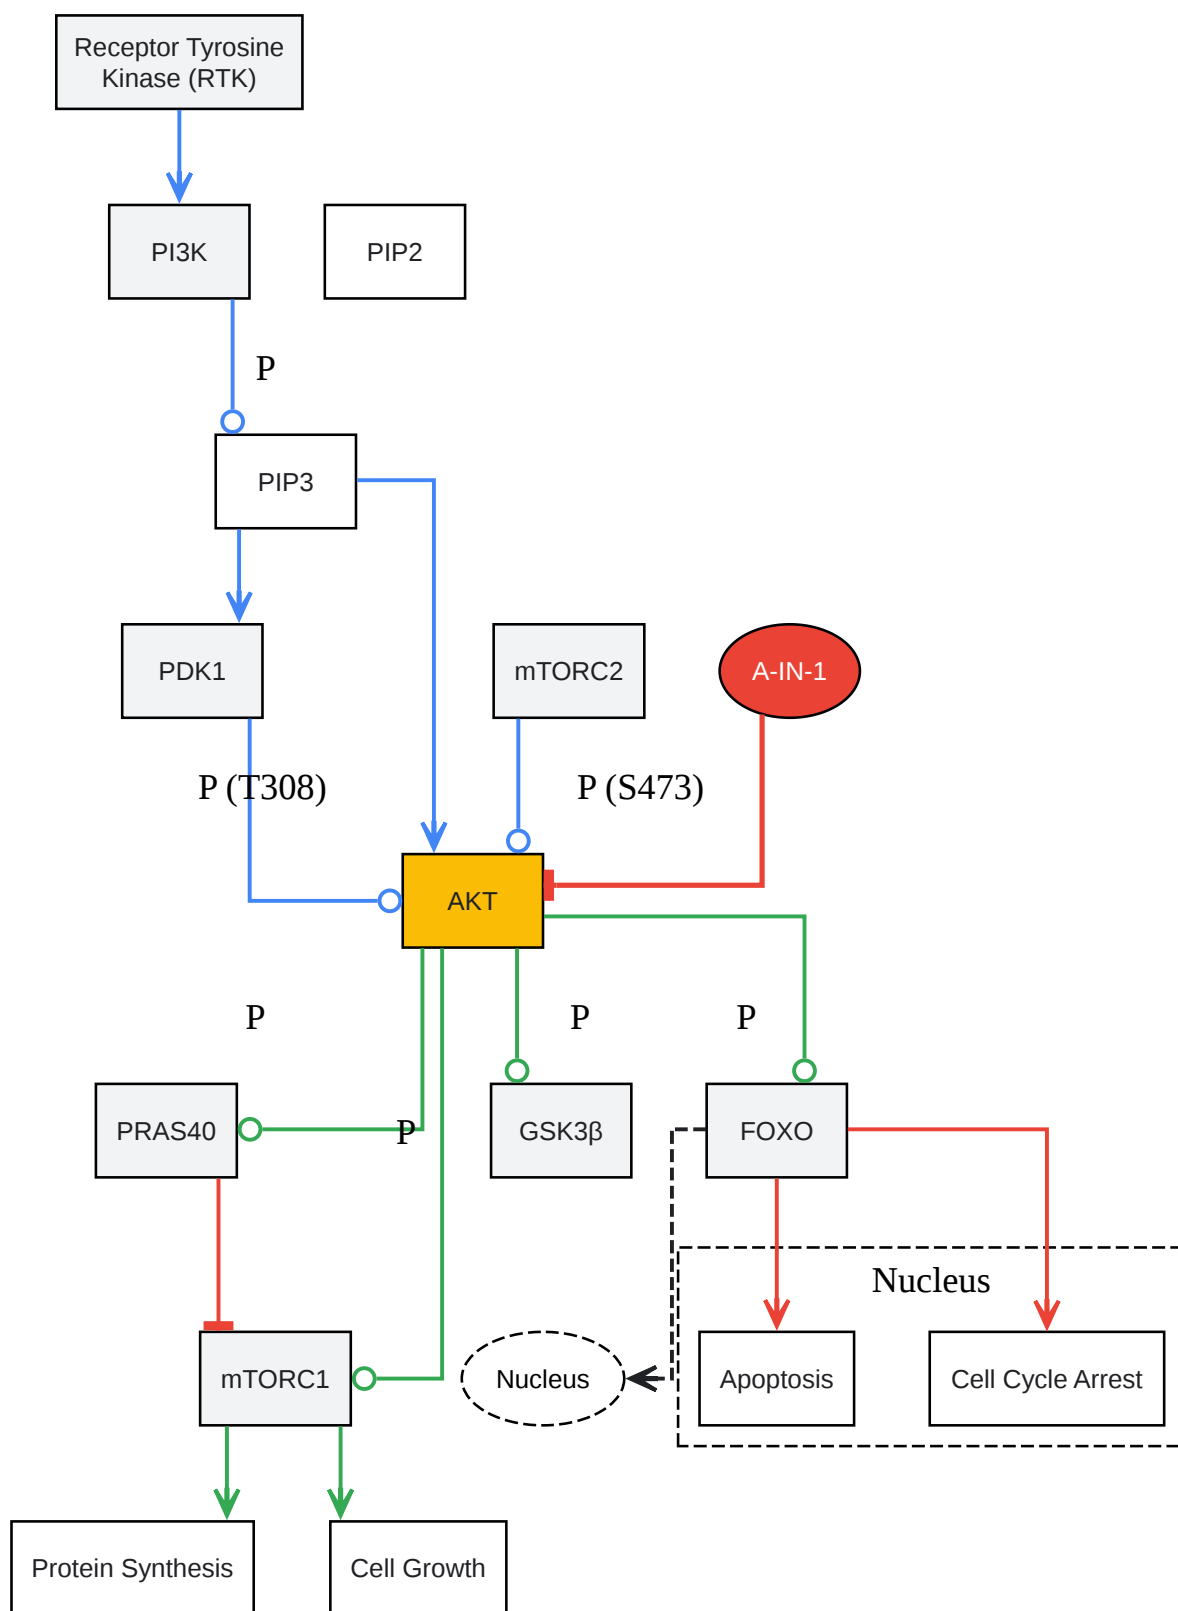 Receptor Tyrosine
Kinase (RTK)
PI3K
PIP2
P
PIP3
PDK1
mTORC2
A-IN-1
P (T308)
P (S473)
AKT
P
P
P
PRAS40
P
GSK3β
FOXO
Nucleus
mTORC1
Nucleus
Apoptosis
Cell Cycle Arrest
Protein Synthesis
Cell Growth